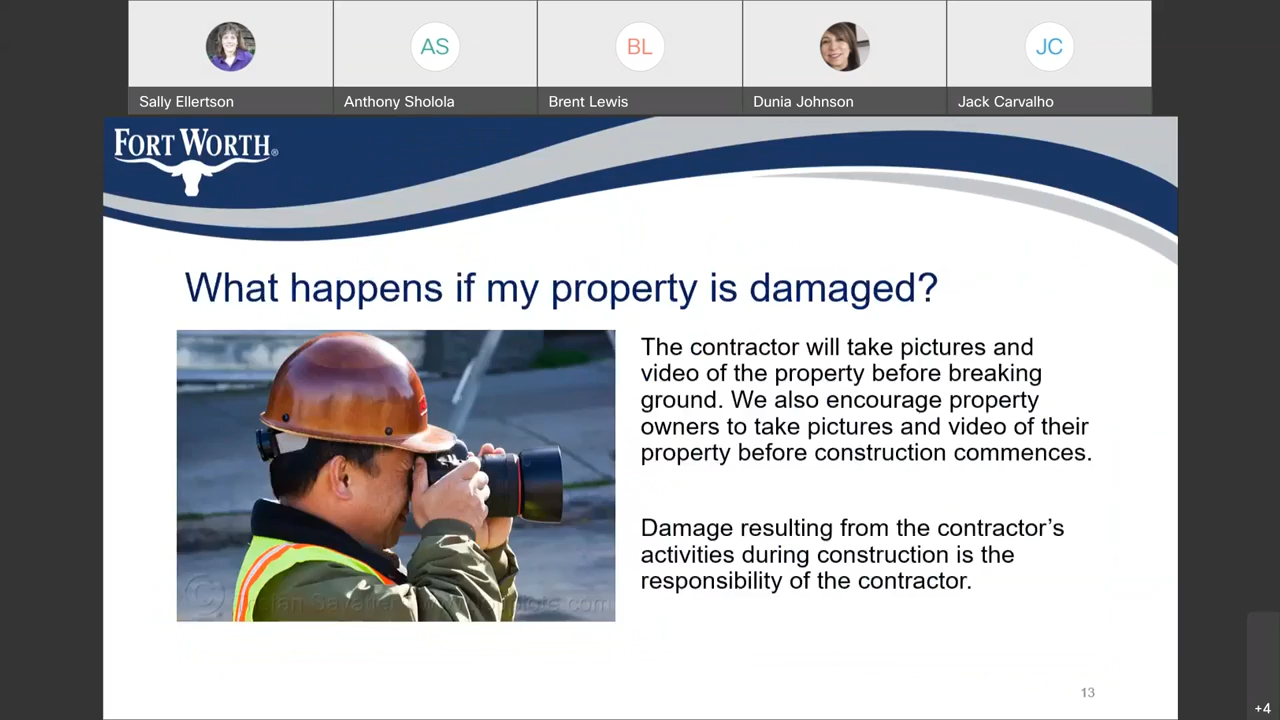 AS
BL
JC
Sally Ellertson
Anthony Sholola
Brent Lewis
Dunia Johnson
Jack Carvalho
FORT WORTH®
What happens if my property is damaged?
The contractor will take pictures and
video of the property before breaking
ground. We also encourage property
owners to take pictures and video of their
property before construction commences.
Damage resulting from the contractor’s
activities during construction is the
responsibility of the contractor.
13
+4